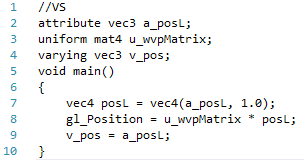 1 //VS
2 attribute vec3 a_posL;
3 uniform mat4 u_wvpMatrix;
4 varying vec3 v_pos;
5 void main()
6 {
7 vec4 posL = vec4(a_posL, 1.0);
8 gl_Position = u_wvpMatrix * posL;
9 v_pos = a_posL;
10 }